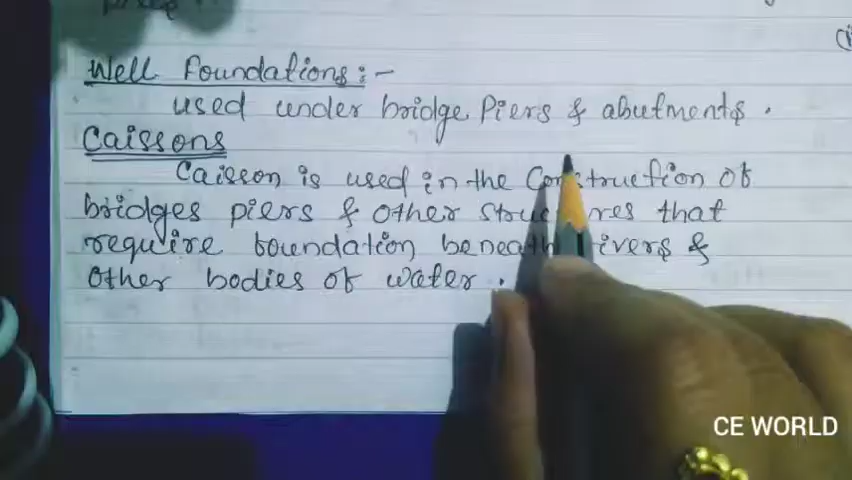 Well Foundations:-
used under bridge Piers & abutments.
Caissons
Caisson is used in the Construction of
bridges piers & other structures that
require foundation beneath rivers &
other bodies of water.
CE WORLD